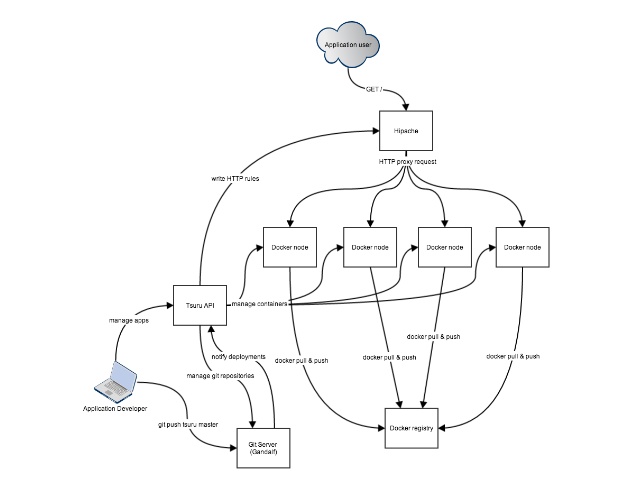 Application user
GET /
Hipache
HTTP proxy request
write HTTP rules
Docker node
Docker node
Docker node
Docker node
Tsuru API
manage containers
manage apps
docker pull & push
docker pull & push
docker pull & push
docker pull & push
notify deployments
manage git repositories
Application Developer
git push tsuru master
Docker registry
Git Server
(Gandalf)